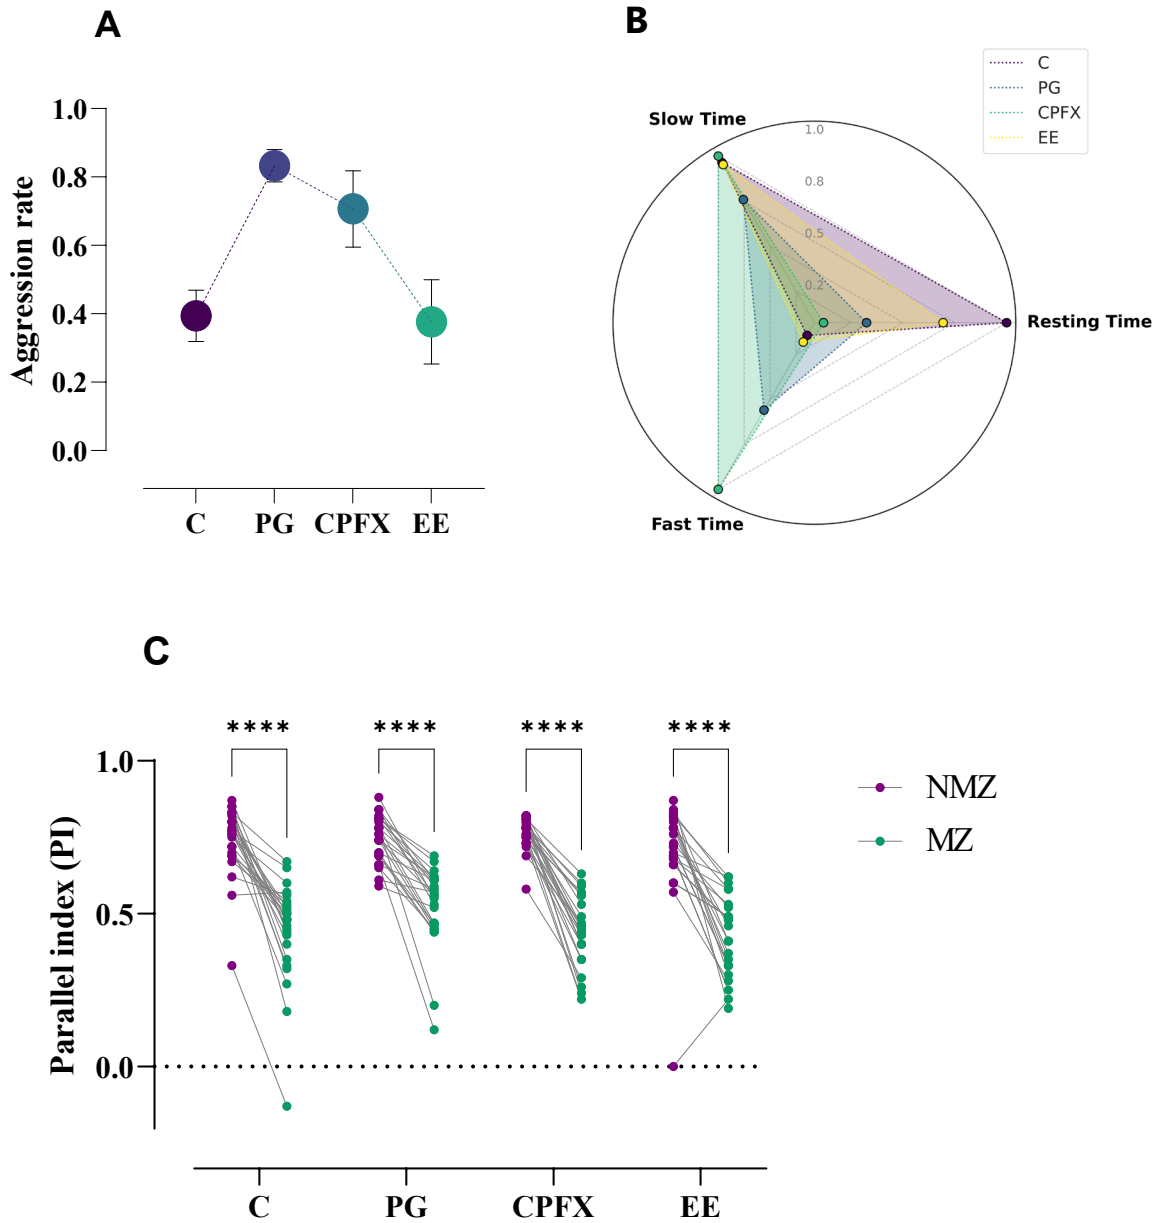 A
Aggression rate
1.0
0.8
0.6
0.4
0.2
0.0
C PG CPFX EE
B
C
PG
CPFX
EE
Slow Time
1.0
0.8
0.5
0.2
Resting Time
Fast Time
C
**** **** **** ****
Parallel index (PI)
1.0
0.5
0.0
NMZ
MZ
C PG CPFX EE